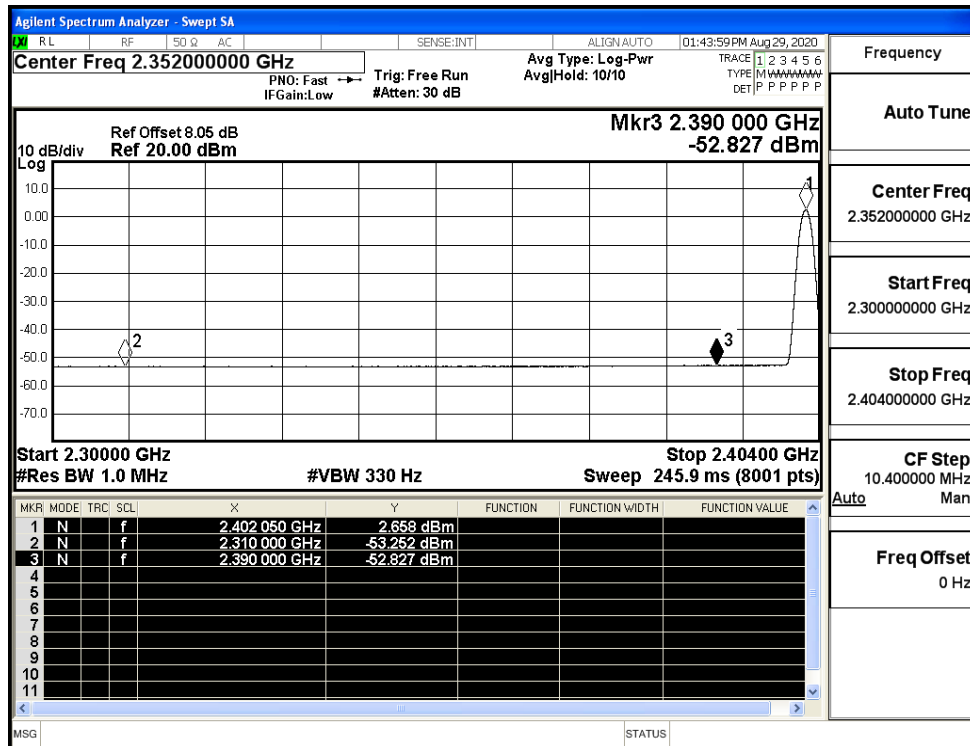 Agilent Spectrum Analyzer - Swept SA
LXI RL RF 50 Ω AC SENSE:INT ALIGN AUTO 01:43:59 PM Aug 29, 2020
Center Freq 2.352000000 GHz
PNO: Fast
IFGain:Low
Trig: Free Run
#Atten: 30 dB
Avg Type: Log-Pwr
Avg|Hold: 10/10
TRACE 1 2 3 4 5 6
TYPE M W W W W W
DET P P P P P P
Mkr3 2.390 000 GHz
-52.827 dBm
Ref Offset 8.05 dB
10 dB/div Ref 20.00 dBm
Log
1
10.0
0.00
-10.0
-20.0
-30.0
-40.0
2
3
-50.0
-60.0
-70.0
Start 2.30000 GHz Stop 2.40400 GHz
#Res BW 1.0 MHz #VBW 330 Hz Sweep 245.9 ms (8001 pts)
MKR MODE TRC SCL X Y FUNCTION FUNCTION WIDTH FUNCTION VALUE
1 N f 2.402 050 GHz 2.658 dBm
2 N f 2.310 000 GHz -53.252 dBm
3 N f 2.390 000 GHz -52.827 dBm
4
5
6
7
8
9
10
11
MSG STATUS
Frequency
Auto Tune
Center Freq
2.352000000 GHz
Start Freq
2.300000000 GHz
Stop Freq
2.404000000 GHz
CF Step
10.400000 MHz
Auto Man
Freq Offset
0 Hz